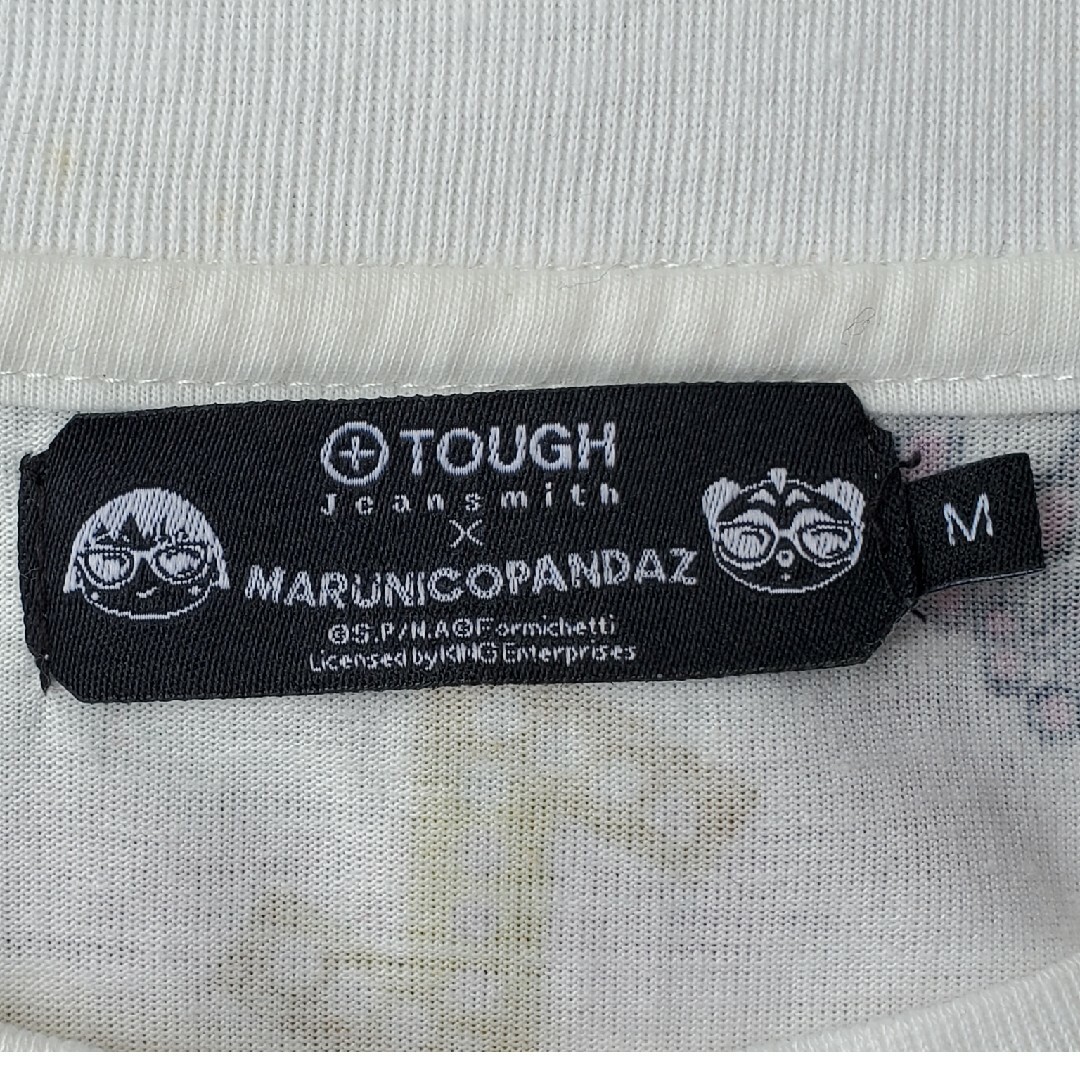 TOUGH
Jeansmith
×
MARUNICOPANDAZ
©S.P/N.A©Formichetti
Licensed by KING Enterprises
M